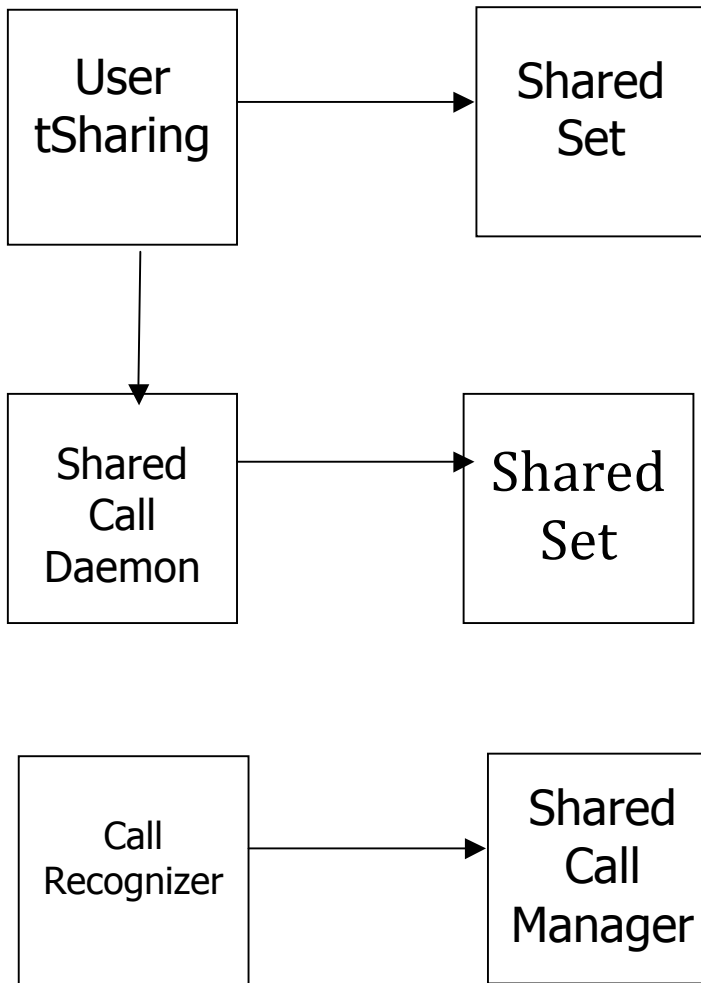 User
tSharing
Shared
Set
Shared
Call
Daemon
Shared
Set
Call
Recognizer
Shared
Call
Manager